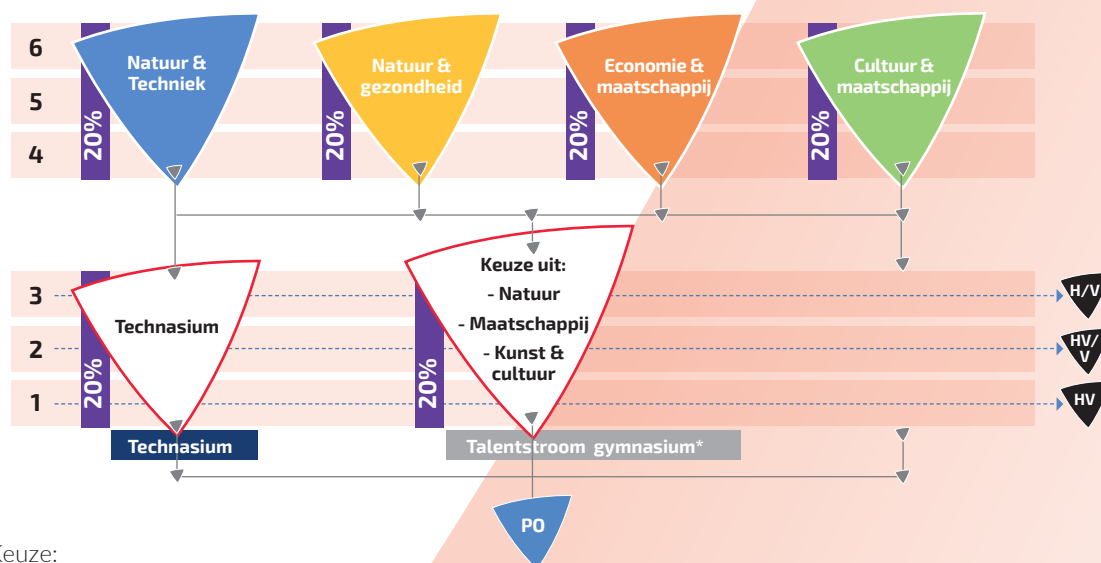 6
5
4
20%
Natuur &
Techniek
20%
Natuur &
gezondheid
20%
Economie &
maatschappij
20%
Cultuur &
maatschappij
3
2
1
20%
Technasium
20%
Keuze uit:
- Natuur
- Maatschappij
- Kunst &
cultuur
H/V
HV/
V
HV
Technasium
Talentstroom gymnasium*
PO
Keuze: